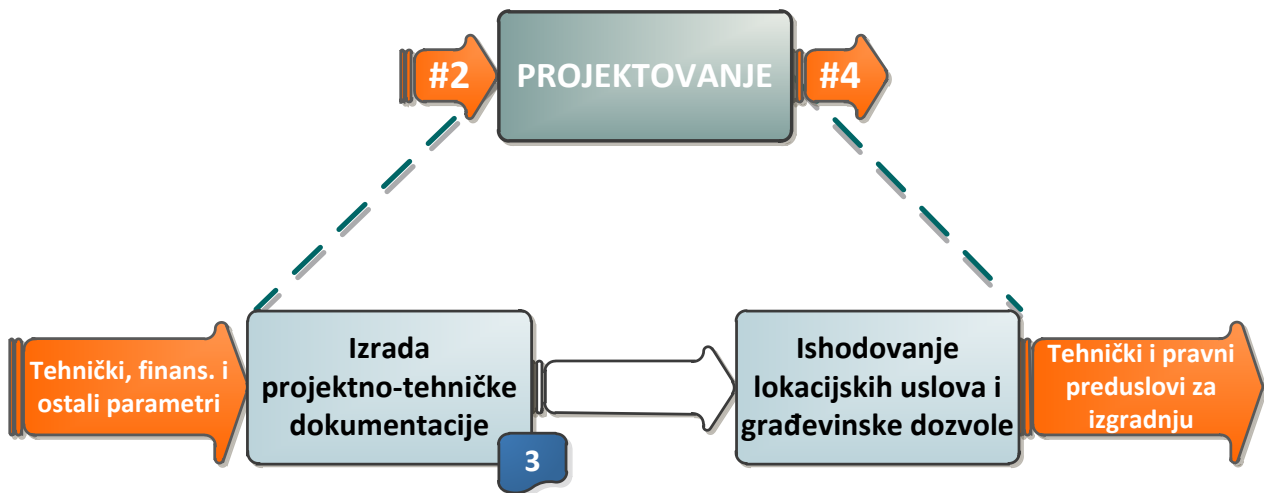 #2
PROJEKTOVANJE
#4
Tehnički, finans. i
ostali parametri
Izrada
projektno-tehničke
dokumentacije
3
Ishodovanje
lokacijskih uslova i
građevinske dozvole
Tehnički i pravni
preduslovi za
izgradnju